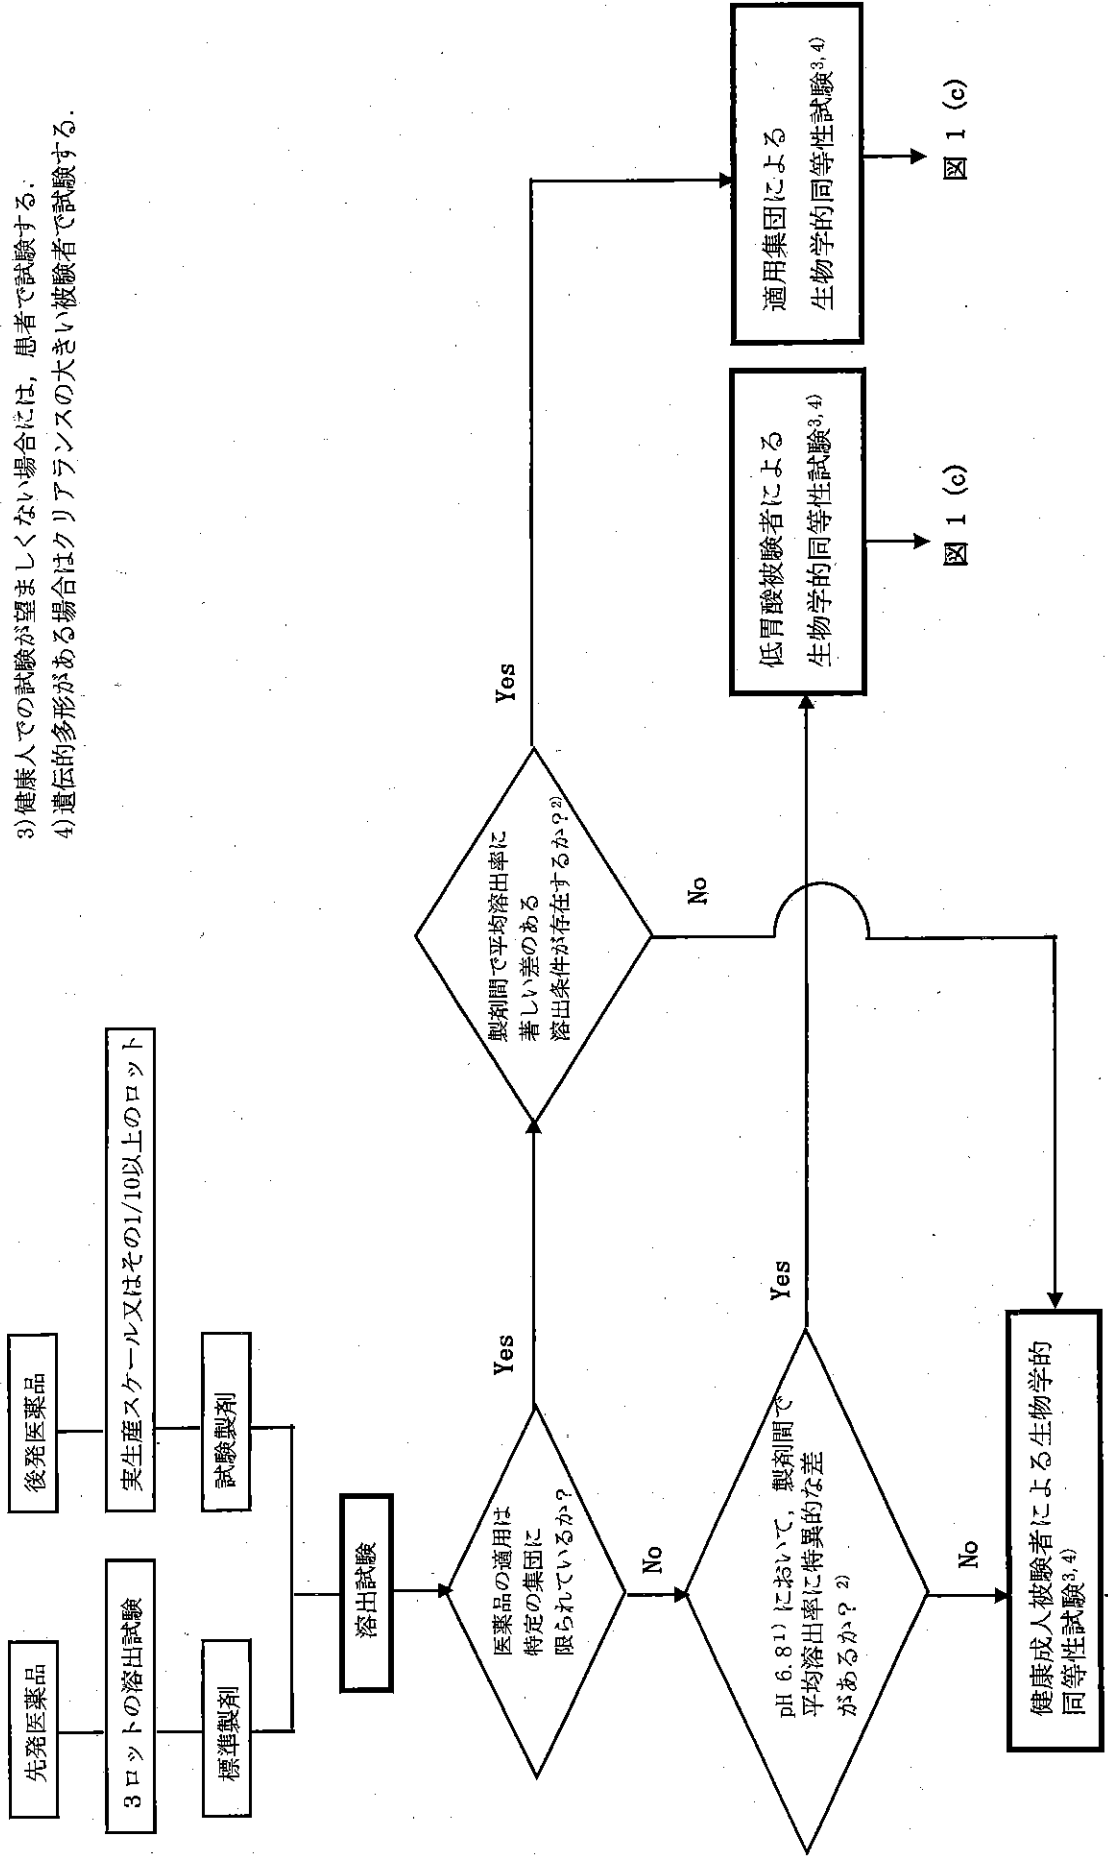 先発医薬品
後発医薬品
3ロットの溶出試験
実生産スケール又はその1/10以上のロット
標準製剤
試験製剤
溶出試験
医薬品の適用は
特定の集団に
限られているか?
Yes
製剤間で平均溶出率に
著しい差のある
溶出条件が存在するか?2)
Yes
No
No
pH 6.81) において, 製剤間で
平均溶出率に特異的な差
があるか? 2)
Yes
No
健康成人被験者による生物学的
同等性試験3,4)
低胃酸被験者による
生物学的同等性試験3,4)
図 1 (c)
適用集団による
生物学的同等性試験3,4)
図 1 (c)
3)健康人での試験が望ましくない場合には, 患者で試験する.
4)遺伝的多形がある場合はクリアランスの大きい被験者で試験する.